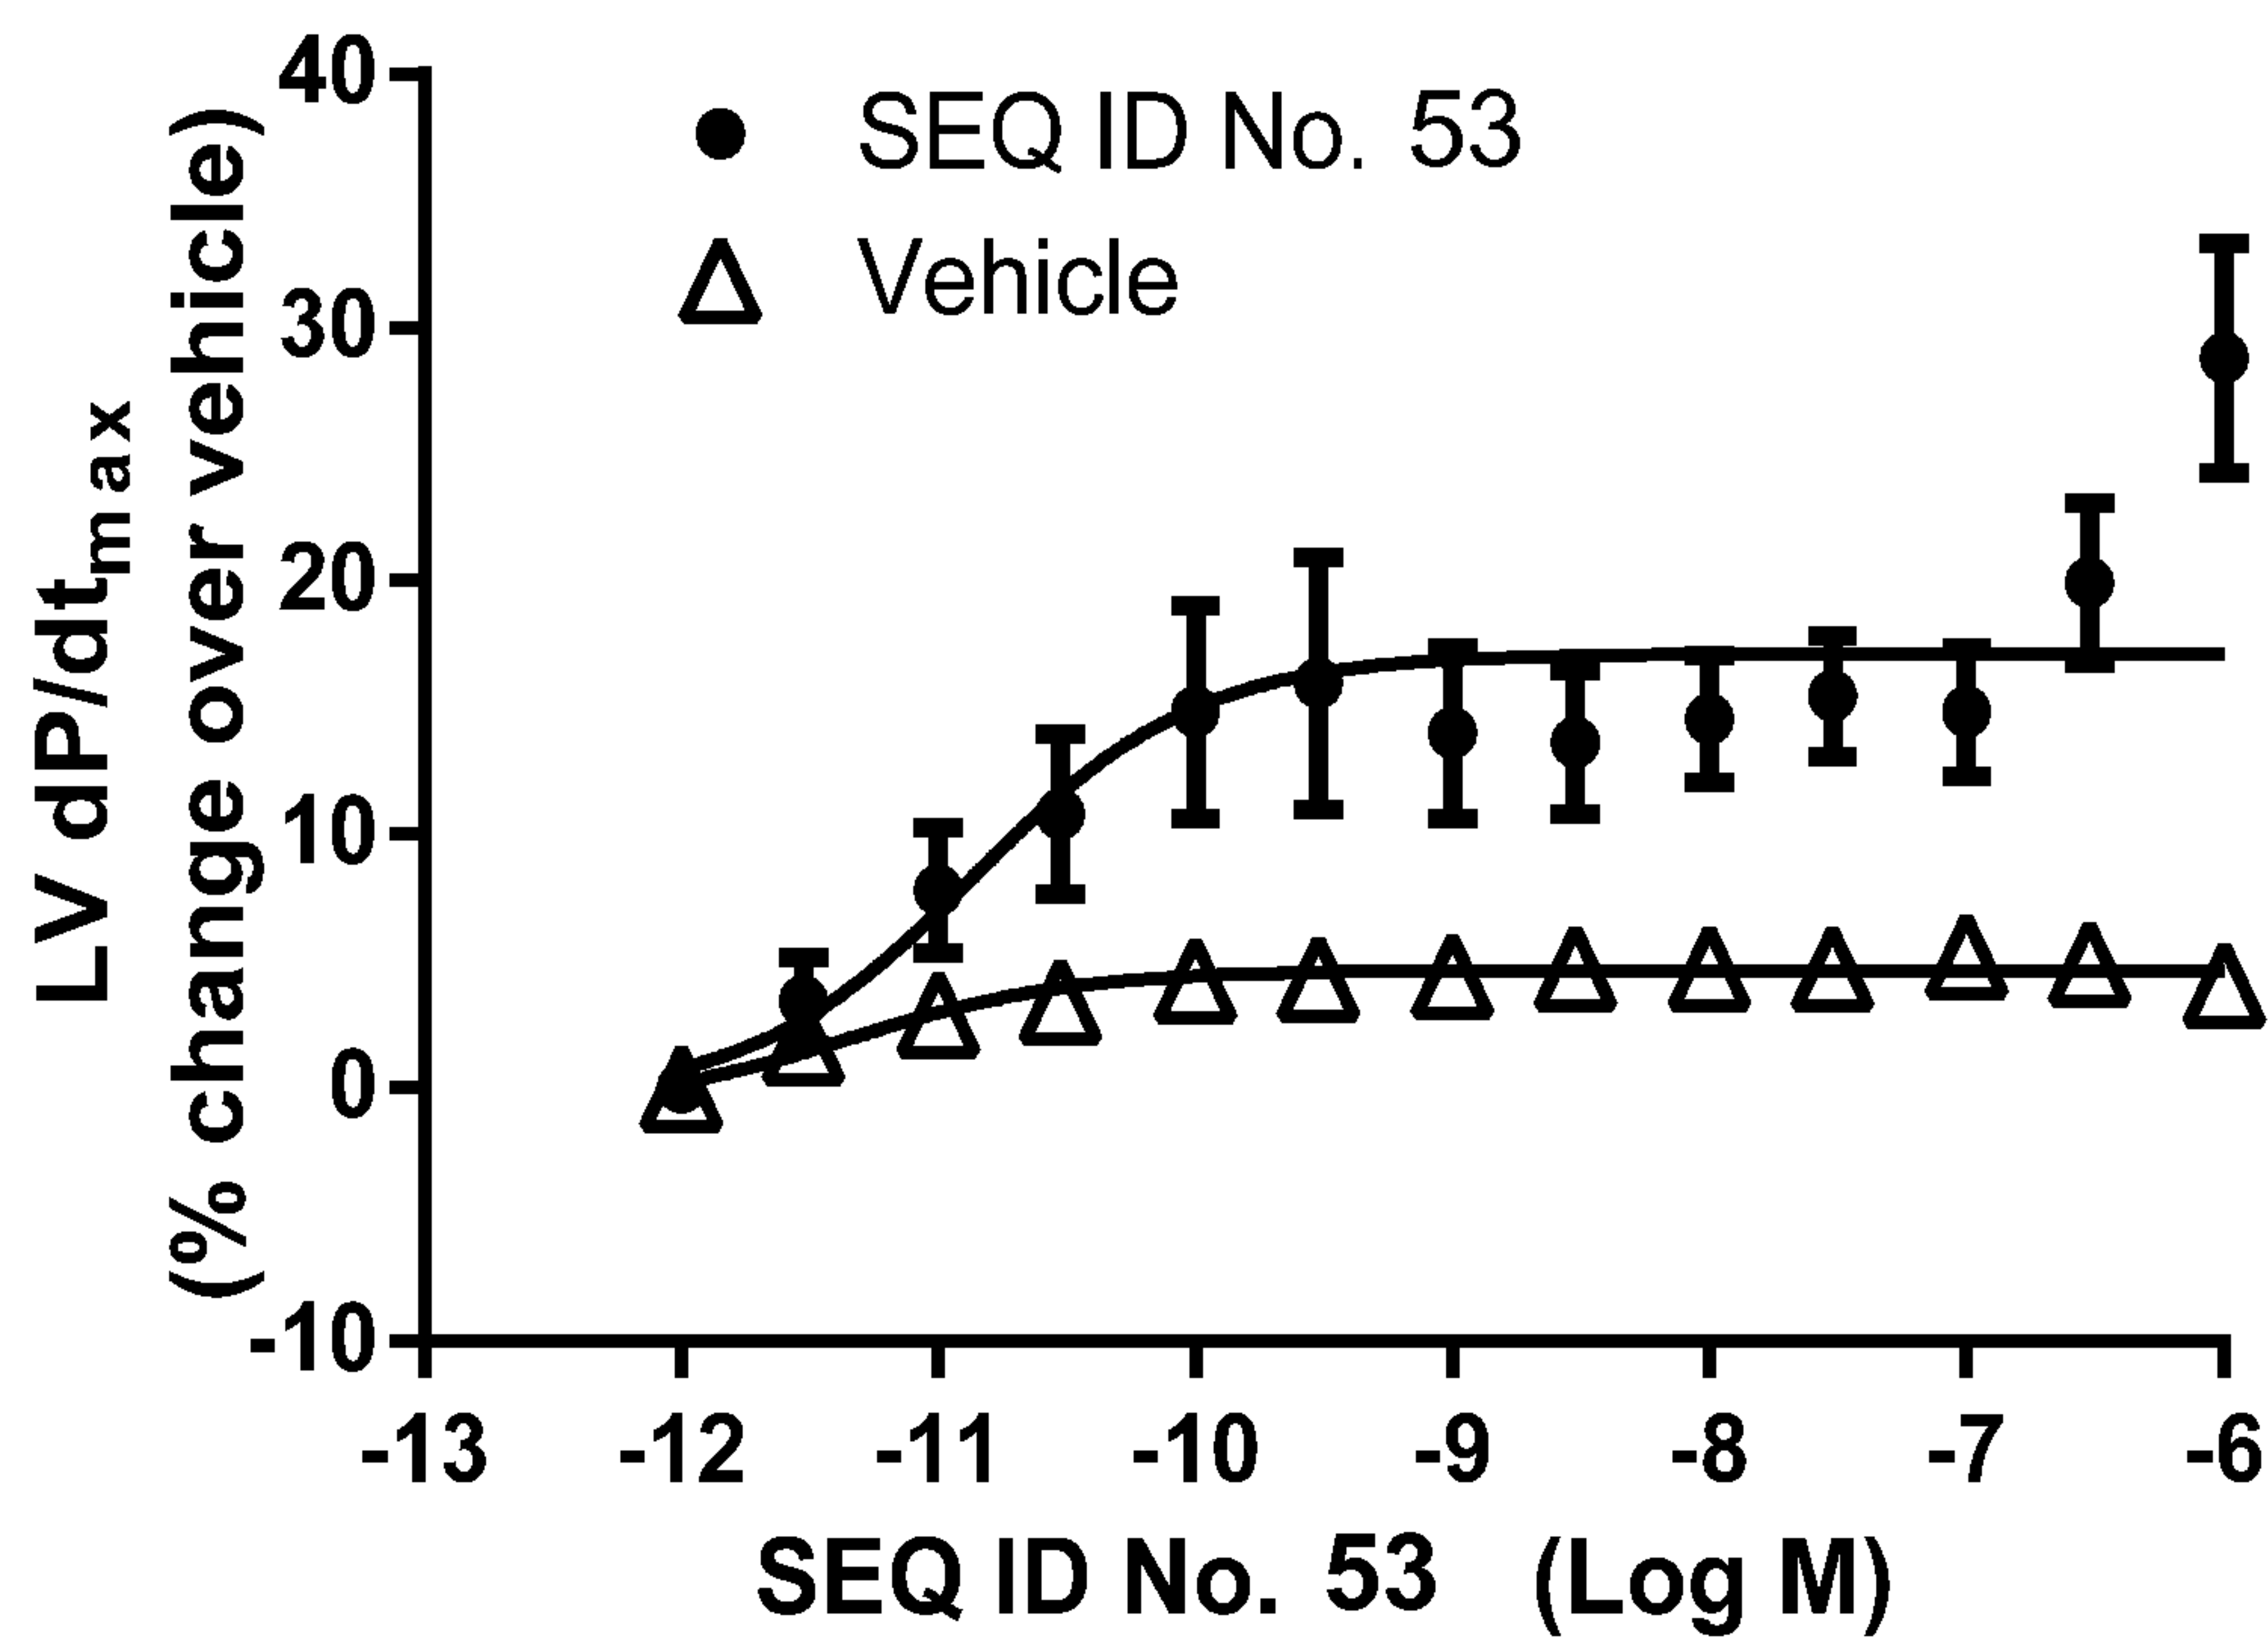 LV dP/dtmax
(% change over vehicle)
40
30
20
10
0
-10
SEQ ID No. 53
Vehicle
-13 -12 -11 -10 -9 -8 -7 -6
SEQ ID No. 53 (Log M)